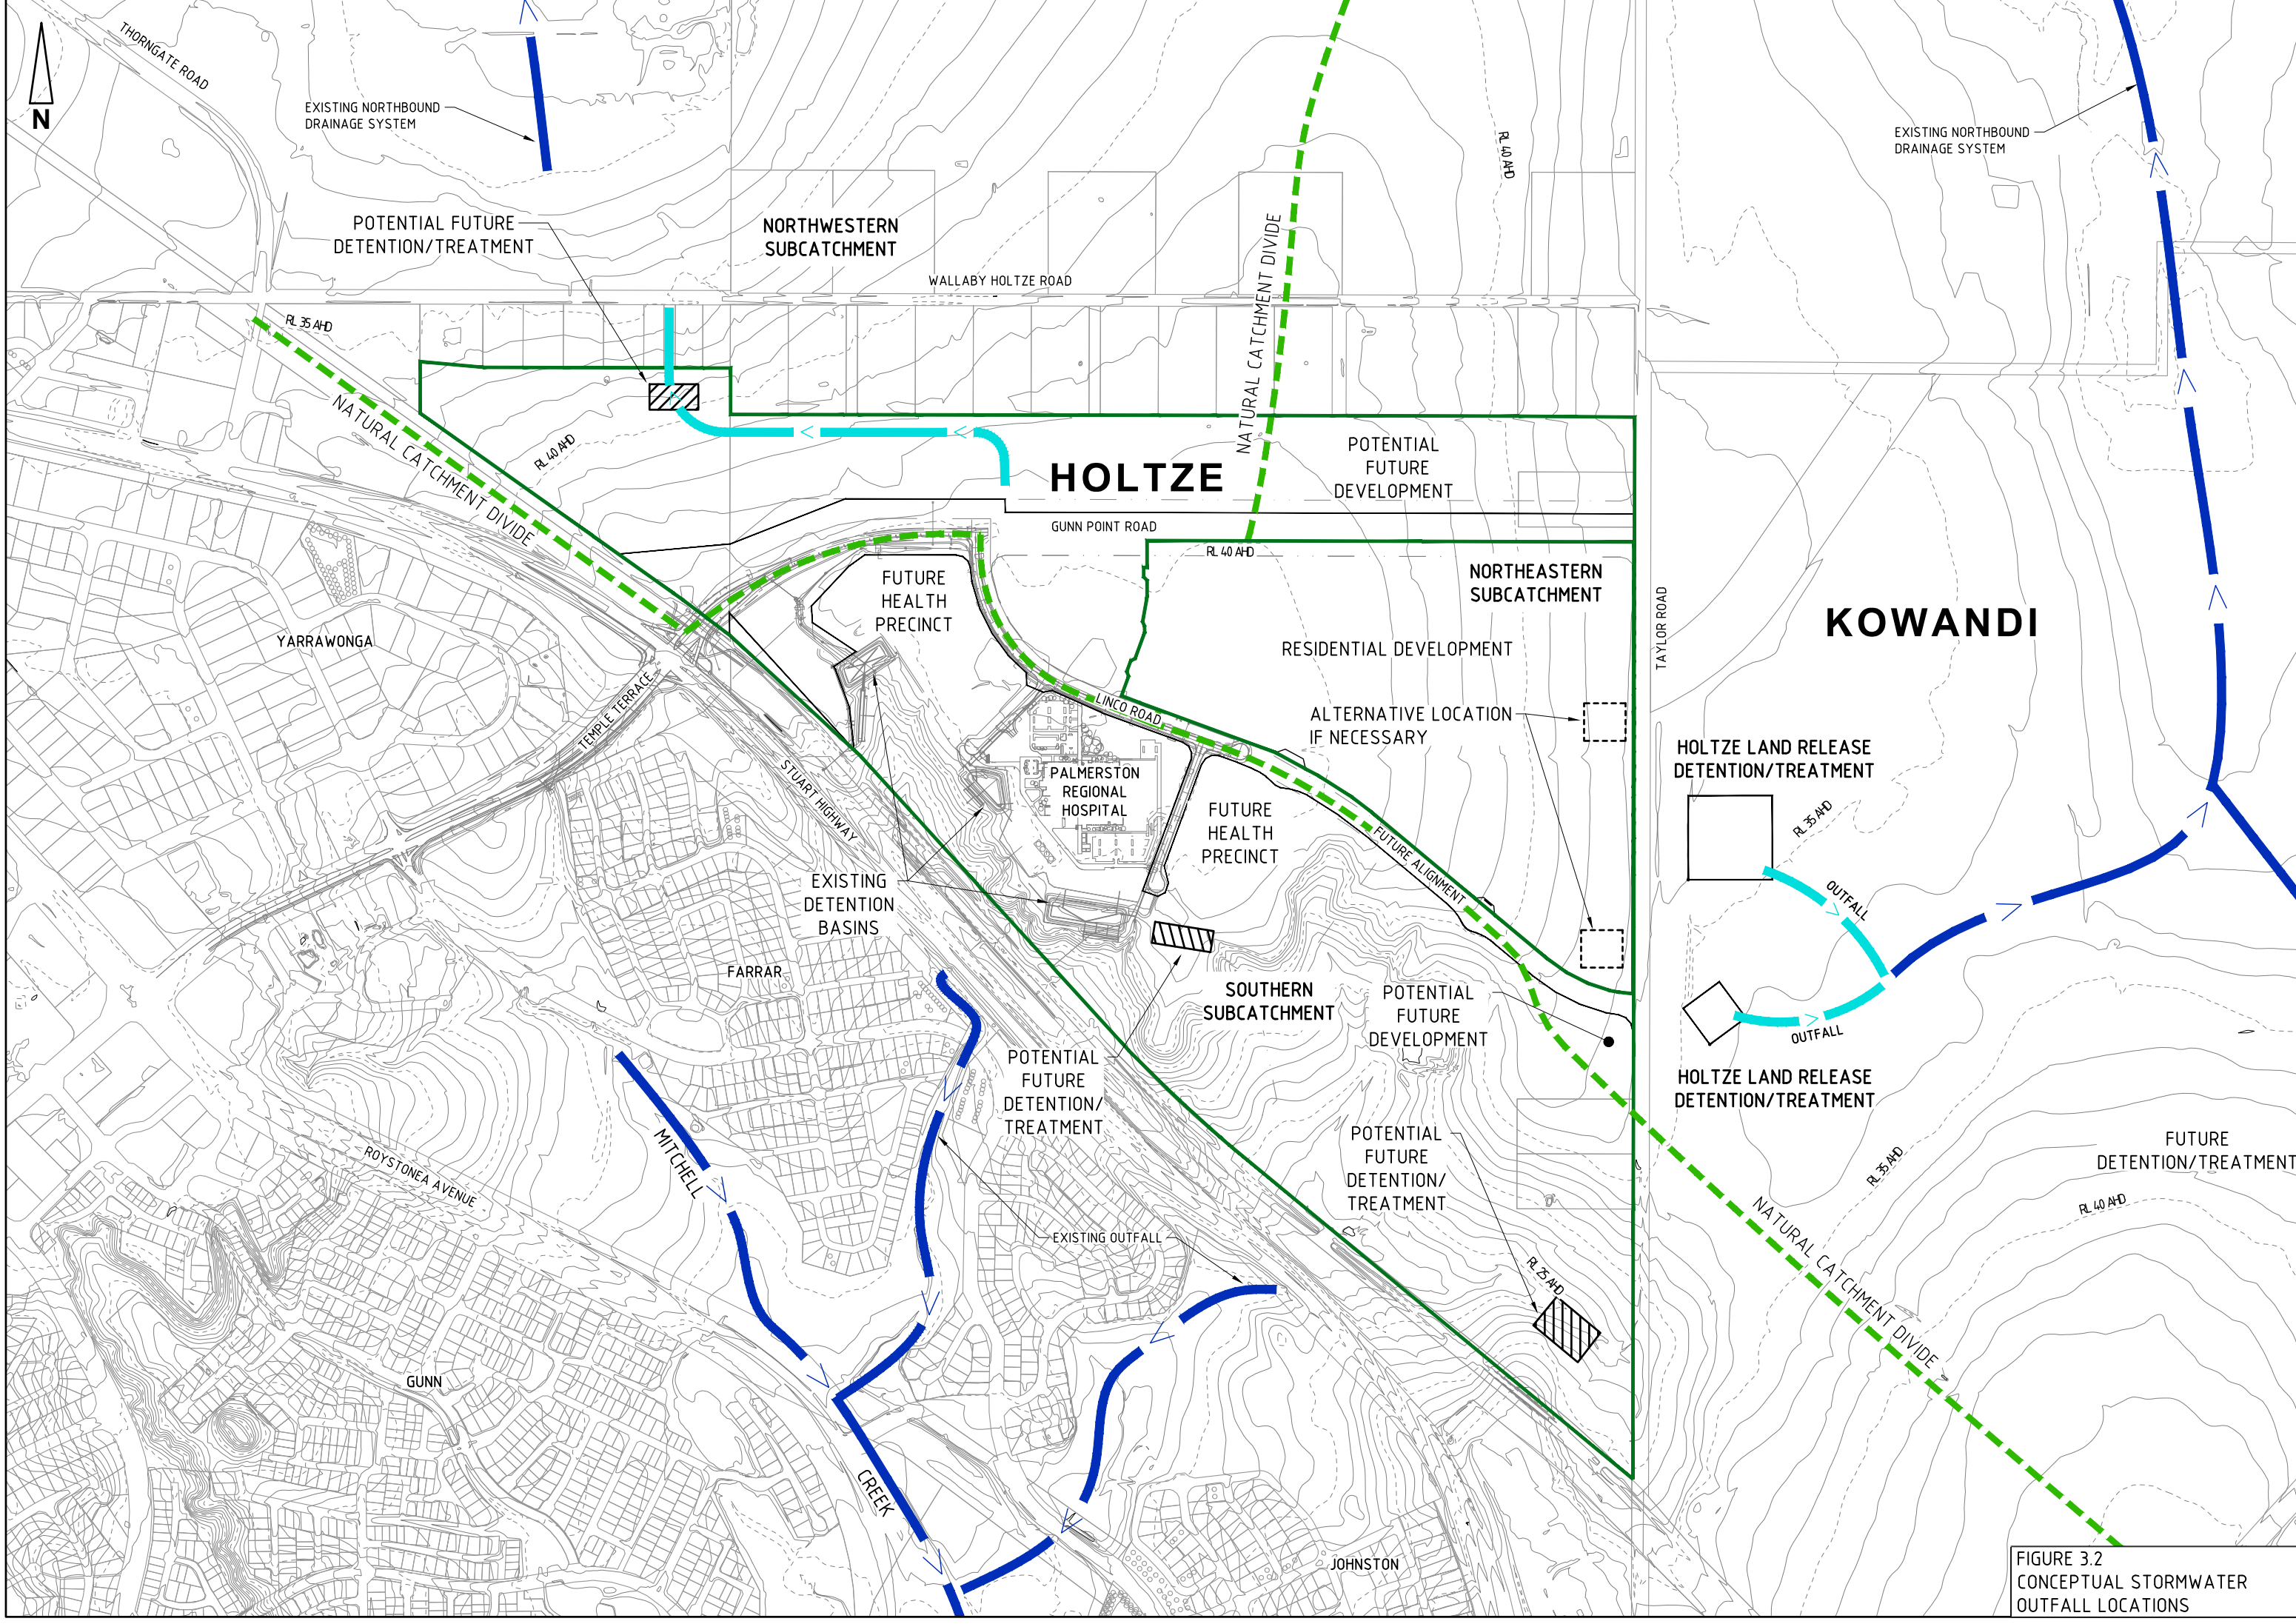 THORNGATE ROAD
N
EXISTING NORTHBOUND
DRAINAGE SYSTEM
RL 40 AHD
EXISTING NORTHBOUND
DRAINAGE SYSTEM
POTENTIAL FUTURE
DETENTION/TREATMENT
NORTHWESTERN
SUBCATCHMENT
WALLABY HOLTZE ROAD
NATURAL CATCHMENT DIVIDE
RL 35 AHD
NATURAL CATCHMENT DIVIDE
RL 40 AHD
HOLTZE
POTENTIAL
FUTURE
DEVELOPMENT
GUNN POINT ROAD
RL 40 AHD
NORTHEASTERN
SUBCATCHMENT
FUTURE
HEALTH
PRECINCT
TAYLOR ROAD
KOWANDI
YARRAWONGA
RESIDENTIAL DEVELOPMENT
TEMPLE TERRACE
LINCO ROAD
ALTERNATIVE LOCATION
IF NECESSARY
HOLTZE LAND RELEASE
DETENTION/TREATMENT
STUART HIGHWAY
PALMERSTON
REGIONAL
HOSPITAL
FUTURE
HEALTH
PRECINCT
RL 35 AHD
FUTURE ALIGNMENT
EXISTING
DETENTION
BASINS
OUTFALL
FARRAR
SOUTHERN
SUBCATCHMENT
POTENTIAL
FUTURE
DEVELOPMENT
OUTFALL
POTENTIAL
FUTURE
DETENTION/
TREATMENT
HOLTZE LAND RELEASE
DETENTION/TREATMENT
MITCHELL
POTENTIAL
FUTURE
DETENTION/
TREATMENT
FUTURE
DETENTION/TREATMENT
RL 35 AHD
RL 40 AHD
ROYSTONEA AVENUE
EXISTING OUTFALL
NATURAL CATCHMENT DIVIDE
RL 25 AHD
GUNN
CREEK
JOHNSTON
FIGURE 3.2
CONCEPTUAL STORMWATER
OUTFALL LOCATIONS